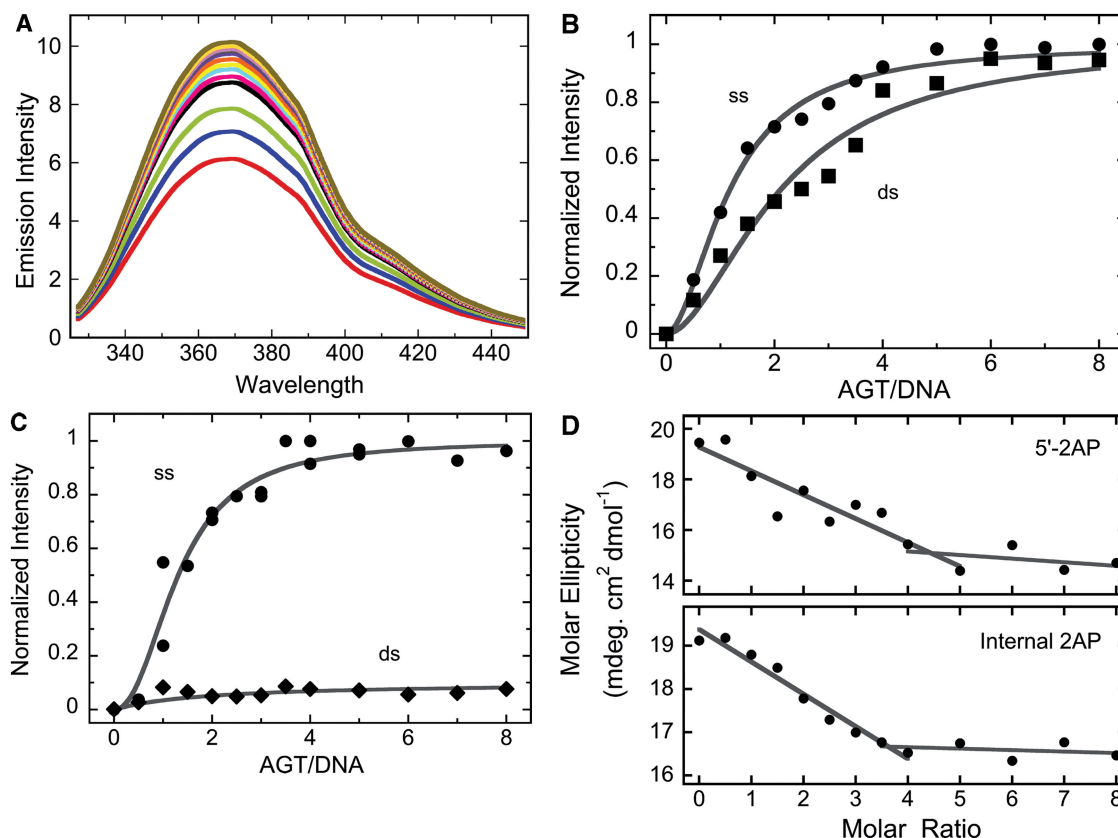 A
Emission Intensity
10
8
6
4
2
0
340 360 380 400 420 440
Wavelength
B
Normalized Intensity
1
0.8
0.6
0.4
0.2
0
ss
ds
0 2 4 6 8
AGT/DNA
C
Normalized Intensity
1
0.8
0.6
0.4
0.2
0
ss
ds
0 2 4 6 8
AGT/DNA
D
Molar Ellipticity
(mdeg. cm² dmol⁻¹)
20
18
16
14
5'-2AP
19
18
17
16
Internal 2AP
0 1 2 3 4 5 6 7 8
Molar Ratio